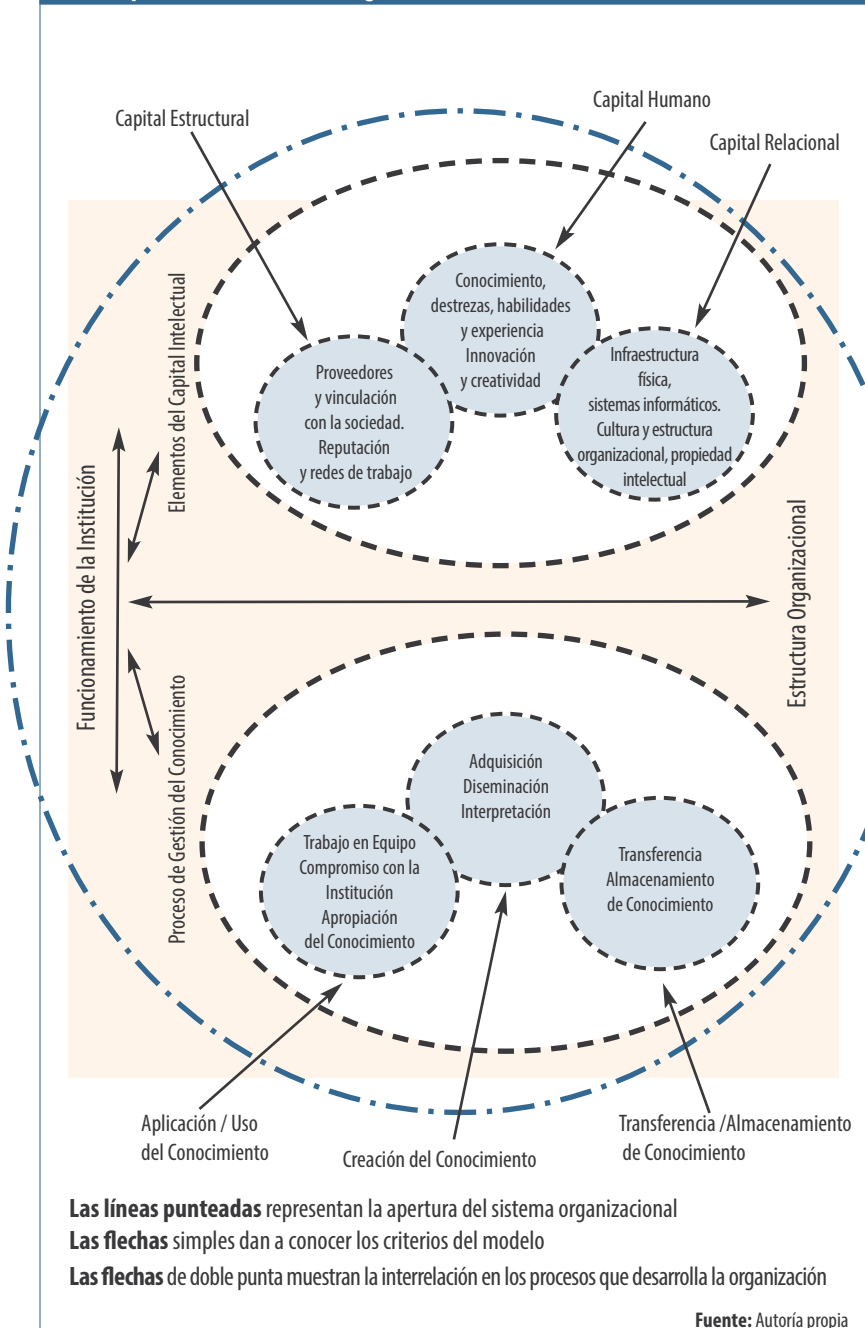 Capital Estructural
Capital Humano
Capital Relacional
Elementos del Capital Intelectual
Conocimiento,
destrezas, habilidades
y experiencia
Innovación
y creatividad
Proveedores
y vinculación
con la sociedad.
Reputación
y redes de trabajo
Infraestructura
física,
sistemas informáticos.
Cultura y estructura
organizacional, propiedad
intelectual
Funcionamiento de la Institución
Estructura Organizacional
Proceso de Gestión del Conocimiento
Adquisición
Diseminación
Interpretación
Trabajo en Equipo
Compromiso con la
Institución
Apropiación
del Conocimiento
Transferencia
Almacenamiento
de Conocimiento
Aplicación / Uso
del Conocimiento
Creación del Conocimiento
Transferencia /Almacenamiento
de Conocimiento
Las líneas punteadas representan la apertura del sistema organizacional
Las flechas simples dan a conocer los criterios del modelo
Las flechas de doble punta muestran la interrelación en los procesos que desarrolla la organización
Fuente: Autoría propia